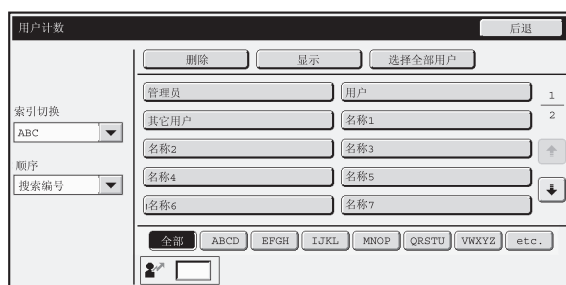 用户计数 后退
删除 显示 选择全部用户
管理员 用户 1
索引切换
其它用户 名称1 2
ABC
名称2 名称3
顺序
名称4 名称5
搜索编号
名称6 名称7
全部 ABCD EFGH IJKL MNOP QRSTU VWXYZ etc.